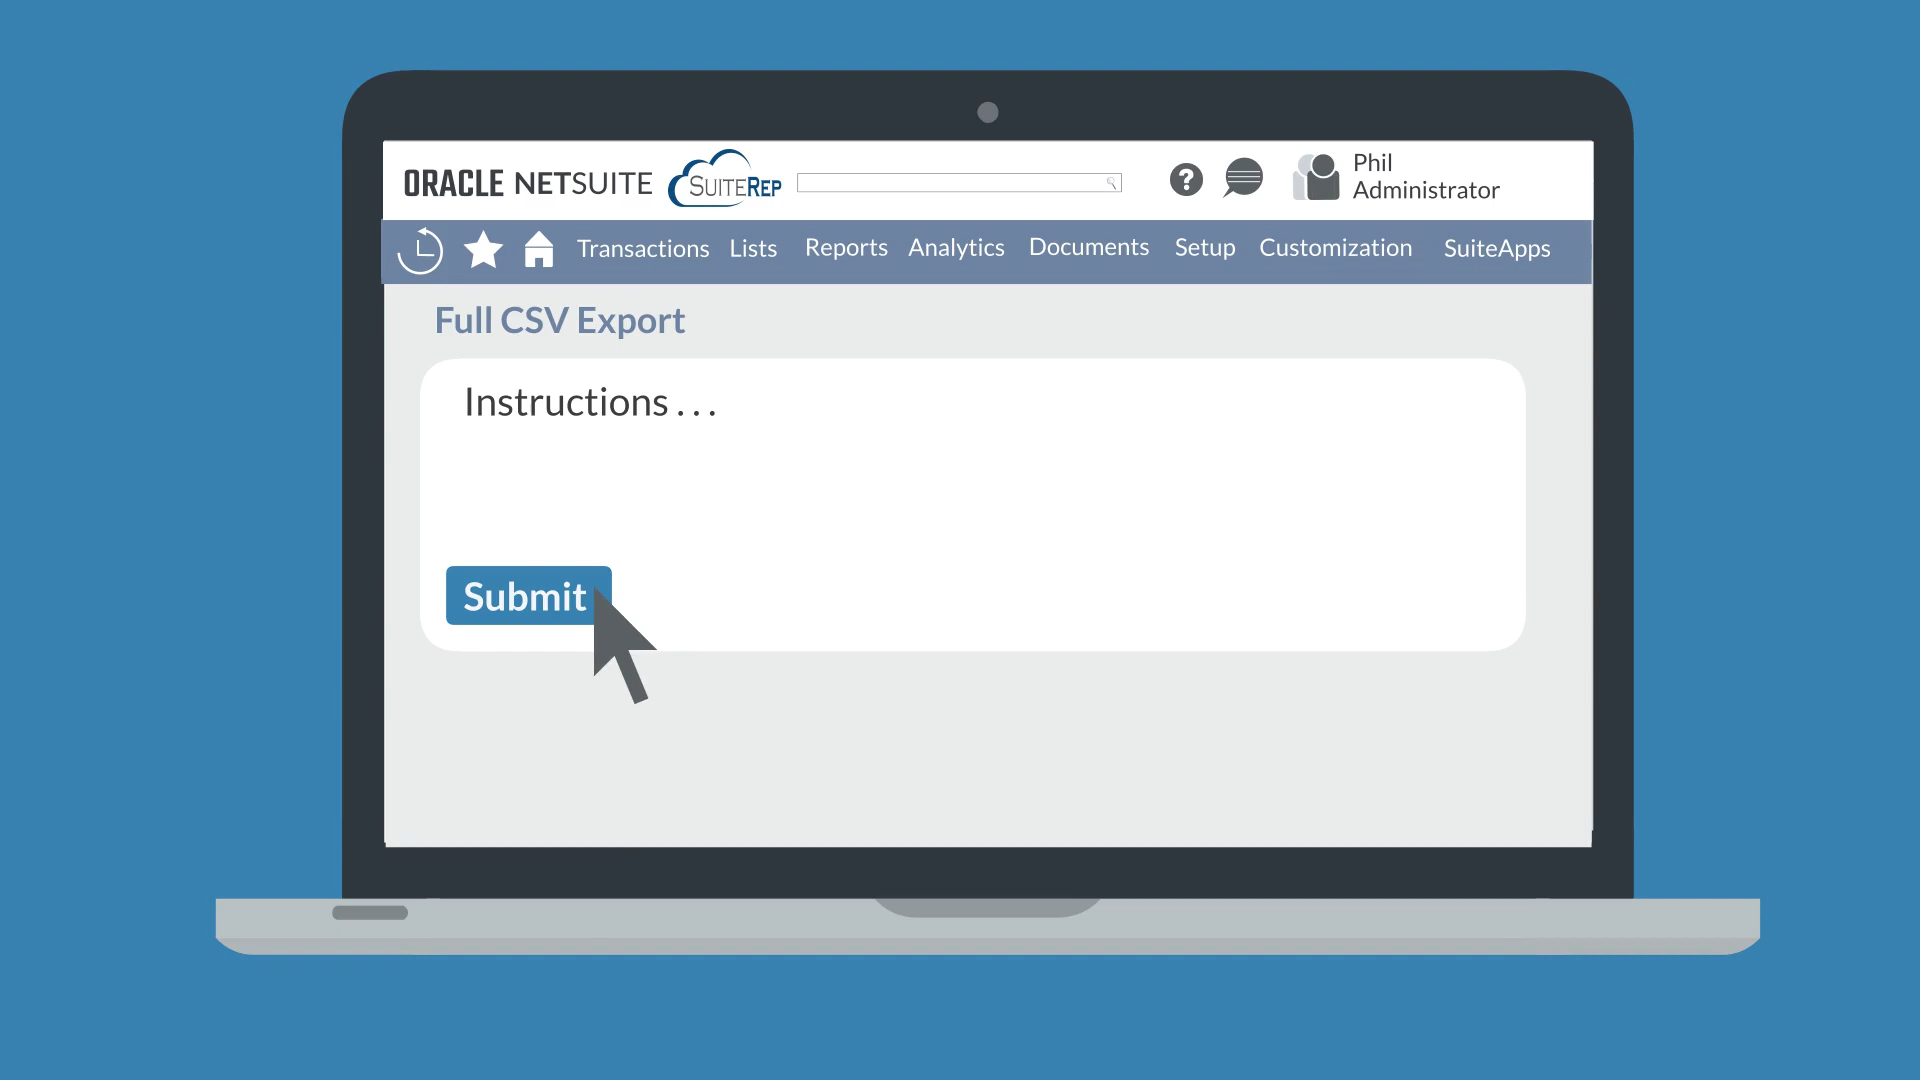 ORACLE NETSUITE
SUITEREP
?
Phil
Administrator
Transactions Lists Reports Analytics Documents Setup Customization SuiteApps
Full CSV Export
Instructions . . .
Submit